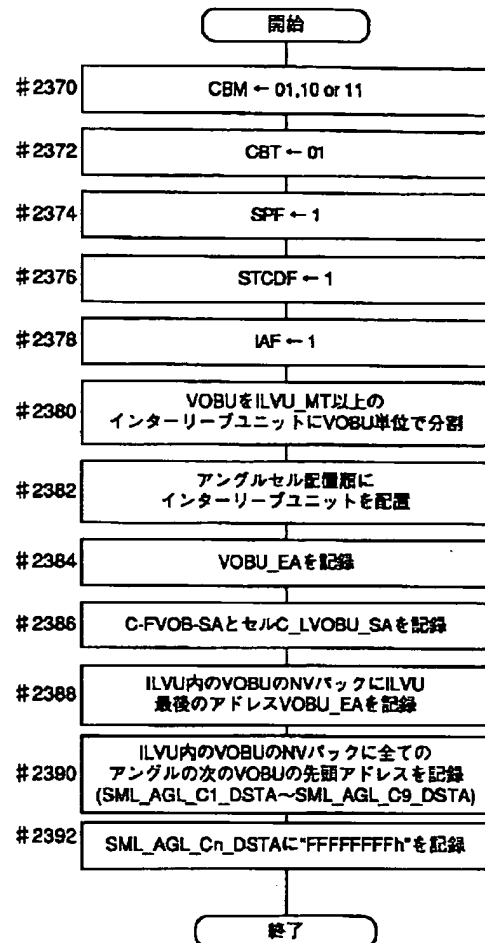 開始
#2370
CBM ← 01,10 or 11
#2372
CBT ← 01
#2374
SPF ← 1
#2376
STCDF ← 1
#2378
IAF ← 1
#2380
VOBUをILVU_MT以上の
インターリーブユニットにVOBU単位で分割
#2382
アングルセル配置順に
インターリーブユニットを配置
#2384
VOBU_EAを記録
#2386
C-FVOB-SAとセルC_LVOBU_SAを記録
#2388
ILVU内のVOBUのNVパックにILVU
最後のアドレスVOBU_EAを記録
#2390
ILVU内のVOBUのNVパックに全ての
アングルの次のVOBUの先頭アドレスを記録
(SML_AGL_C1_DSTA～SML_AGL_C9_DSTA)
#2392
SML_AGL_Cn_DSTAに"FFFFFFFFh"を記録
終了